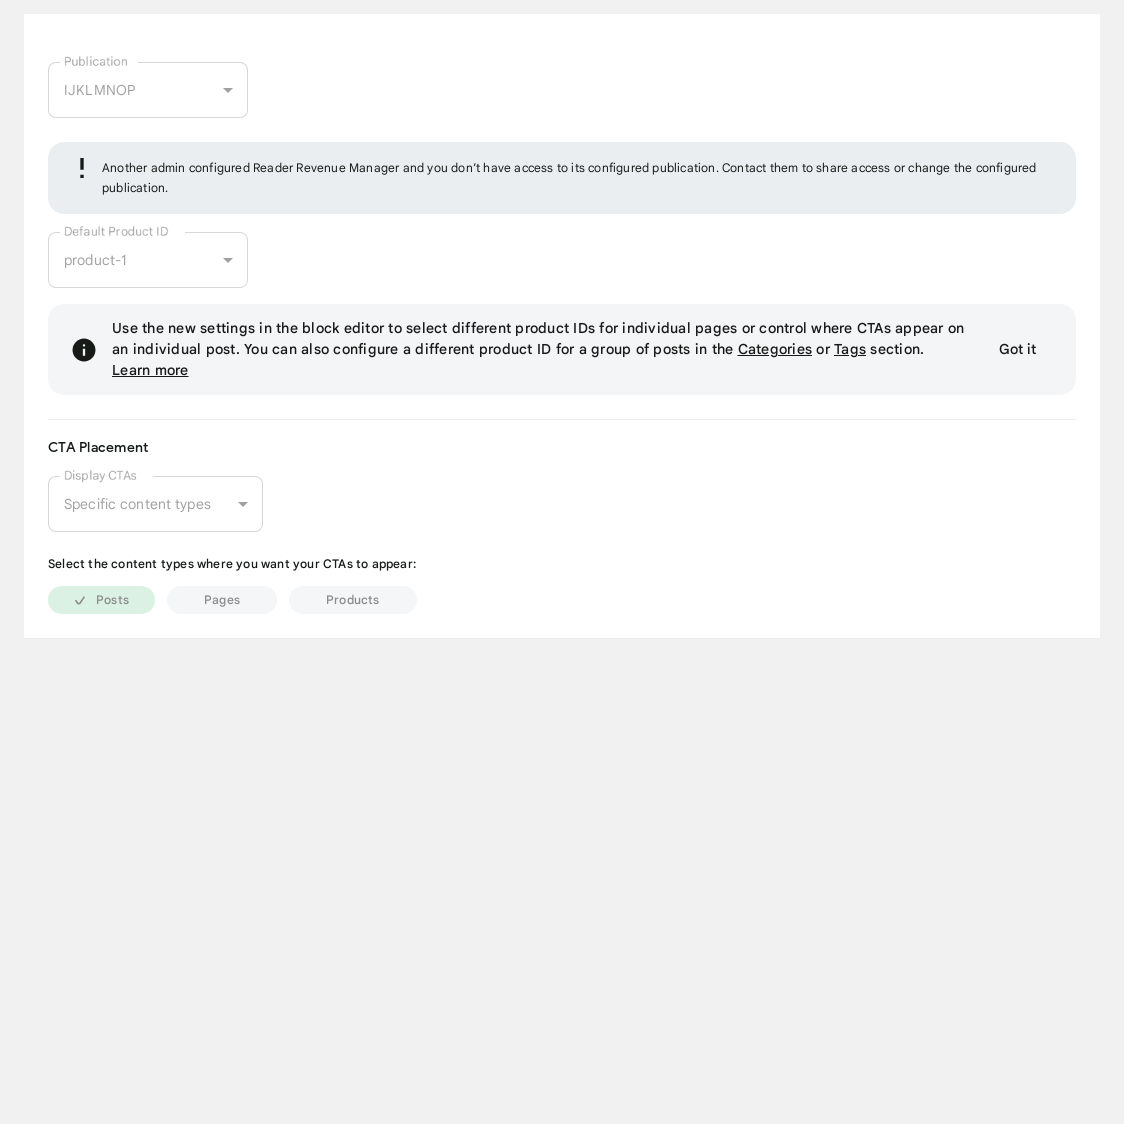 Publication
IJKLMNOP
Another admin configured Reader Revenue Manager and you don’t have access to its configured publication. Contact them to share access or change the configured
publication.
Default Product ID
product-1
Use the new settings in the block editor to select different product IDs for individual pages or control where CTAs appear on
an individual post. You can also configure a different product ID for a group of posts in the Categories or Tags section.
Learn more
Got it
CTA Placement
Display CTAs
Specific content types
Select the content types where you want your CTAs to appear:
Posts
Pages
Products